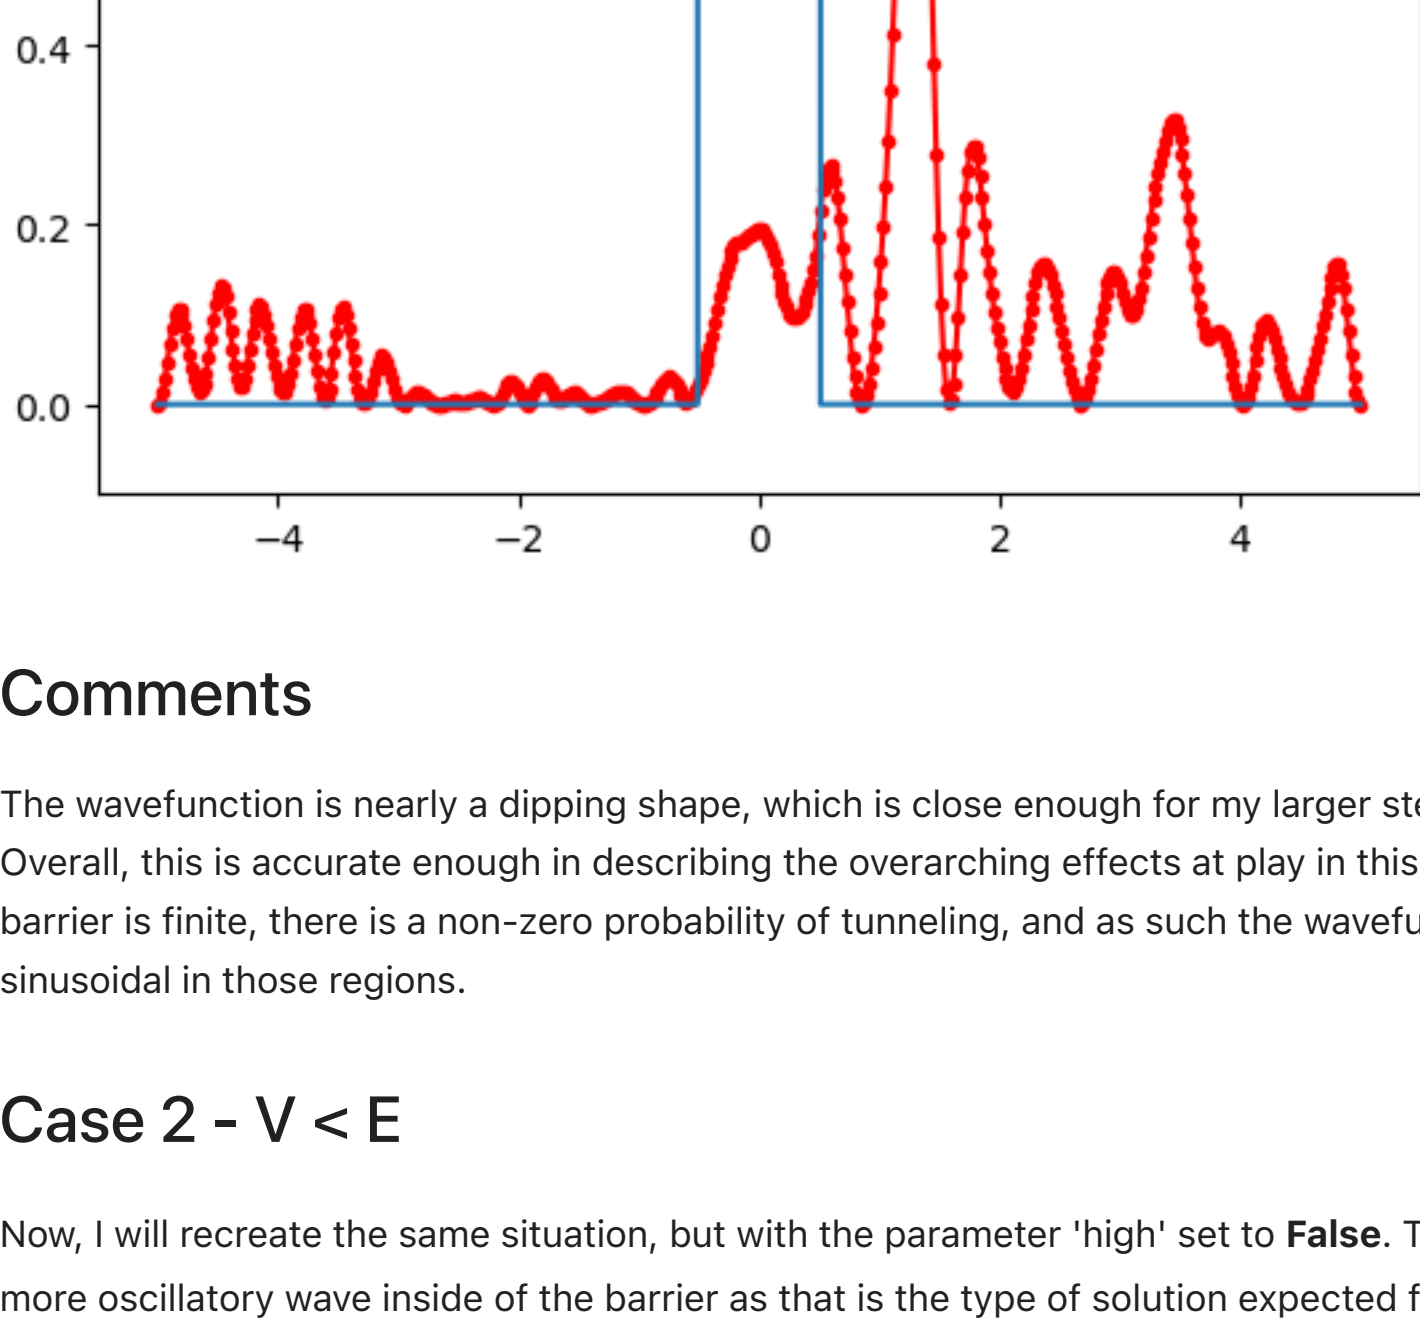 0.4
0.2
0.0
−4 −2 0 2 4
Comments
The wavefunction is nearly a dipping shape, which is close enough for my larger
Overall, this is accurate enough in describing the overarching effects at play in this
barrier is finite, there is a non-zero probability of tunneling, and as such the
sinusoidal in those regions.
Case 2 - V < E
Now, I will recreate the same situation, but with the parameter 'high' set to False.
more oscillatory wave inside of the barrier as that is the type of solution expected